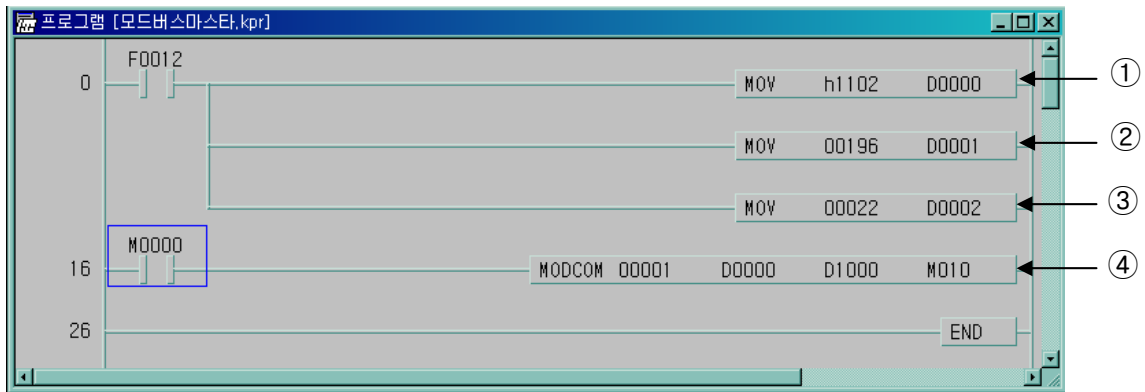 프로그램 [모드버스마스타.kpr]
F0012
0 MOV h1102 D0000 ①
MOV 00196 D0001 ②
MOV 00022 D0002 ③
M0000
16 MODCOM 00001 D0000 D1000 M010 ④
26 END